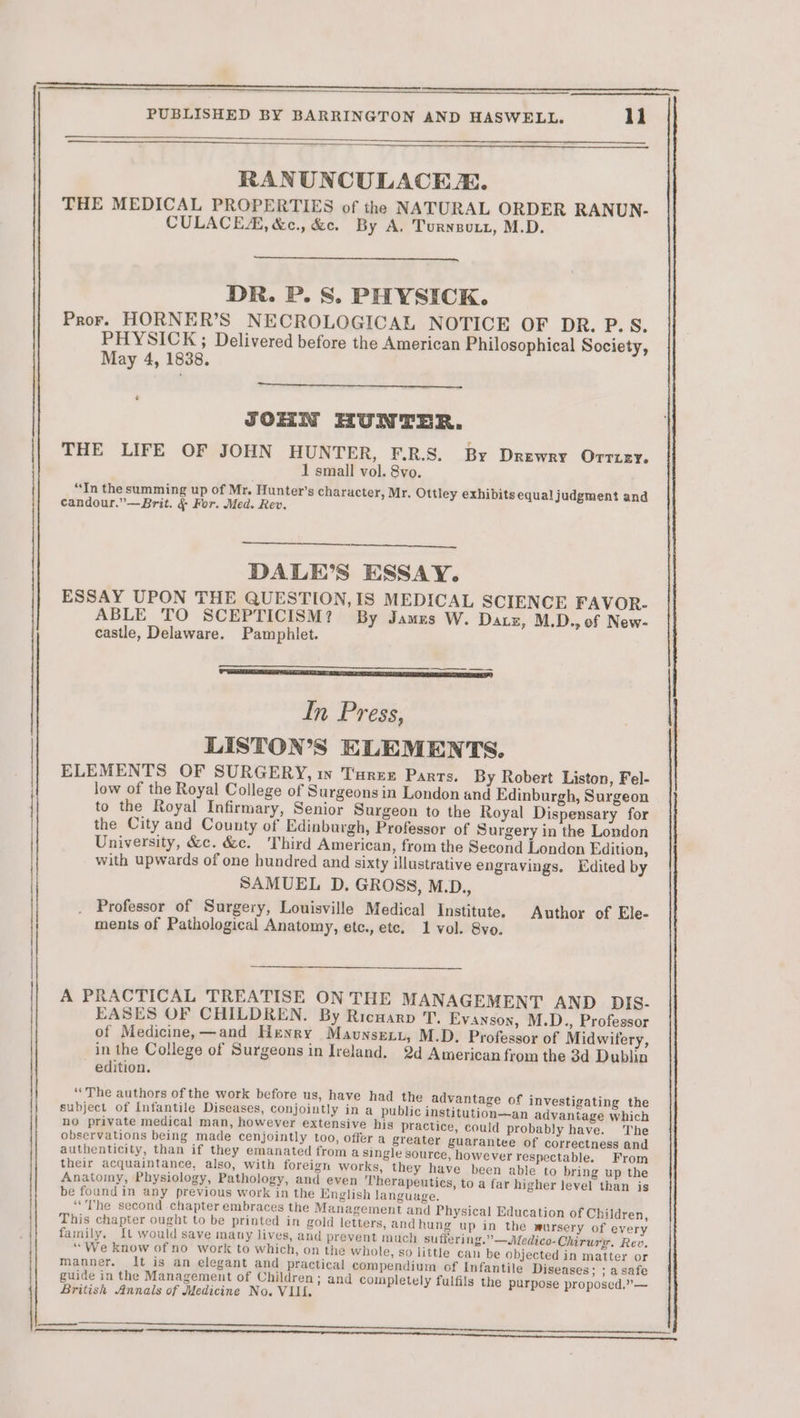 PUBLISHED BY BARRINGTON AND HASWELL. 11
RANUNCULACEÆ.
THE MEDICAL PROPERTIES of the NATURAL ORDER RANUN-
CULACEÆ, &c., &c. By A. TURNBULL, M.D.
DR. P. S. PHYSICK.
PROF. HORNER'S NECROLOGICAL NOTICE OF DR. P. S.
PHYSICK; Delivered before the American Philosophical Society,
May 4, 1838.
JOHN HUNTER.
THE LIFE OF JOHN HUNTER, F.R.S. By DREWRY OTTLEY.
1 small vol. 8vo.
"In the summing up of Mr. Hunter's character, Mr. Ottley exhibits equal judgment and
candour."—Brit. & For. Med. Rev.
DALE'S ESSAY.
ESSAY UPON THE QUESTION, IS MEDICAL SCIENCE FAVOR-
ABLE TO SCEPTICISM? By JAMES W. DALE, M.D., of New-
castle, Delaware. Pamphlet.
In Press,
LISTON'S ELEMENTS.
ELEMENTS OF SURGERY, IN THREE PARTS. By Robert Liston, Fel-
low of the Royal College of Surgeons in London and Edinburgh, Surgeon
to the Royal Infirmary, Senior Surgeon to the Royal Dispensary for
the City and County of Edinburgh, Professor of Surgery in the London
University, &c. &c. Third American, from the Second London Edition,
with upwards of one hundred and sixty illustrative engravings. Edited by
SAMUEL D. GROSS, M.D.,
Professor of Surgery, Louisville Medical Institute. Author of Ele-
ments of Pathological Anatomy, etc., etc. 1 vol. 8vo.
A PRACTICAL TREATISE ON THE MANAGEMENT AND DIS-
EASES OF CHILDREN. By RICHARD T. EVANSON, M.D., Professor
of Medicine,—and HENRY MAUNSELL, M.D. Professor of Midwifery,
in the College of Surgeons in Ireland. 2d American from the 3d Dublin
edition.
"The authors of the work before us, have had the advantage of investigating the
subject of Infantile Diseases, conjointly in a public institution—an advantage which
no private medical man, however extensive his practice, could probably have. The
observations being made cenjointly too, offer a greater guarantee of correctness and
authenticity, than if they emanated from a single source, however respectable. From
their acquaintance, also, with foreign works, they have been able to bring up the
Anatomy, Physiology, Pathology, and even Therapeutics, to a far higher level than is
be found in any previous work in the English language.
"The second chapter embraces the Management and Physical Education of Children,
This chapter ought to be printed in gold letters, and hung up in the nursery of every
family. It would save many lives, and prevent much suffering."—Medico-Chirurg. Rev.
"We know of no work to which, on the whole, so little can be objected in matter or
manner. It is an elegant and practical compendium of Infantile Diseases; ; a safe
guide in the Management of Children; and completely fulfils the purpose proposed."—
British Annals of Medicine No. VIII.